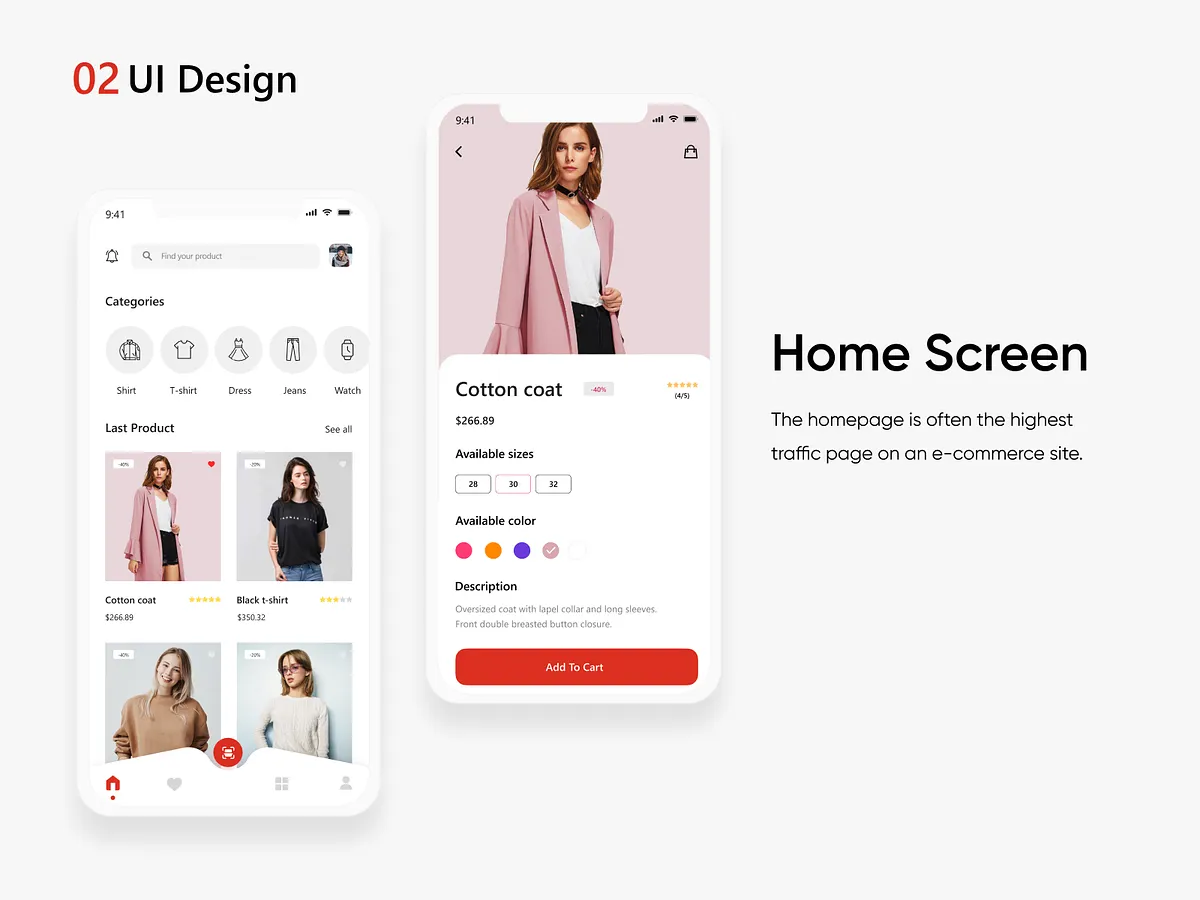 02 UI Design
9:41
Find your product
Categories
Shirt T-shirt Dress Jeans Watch
Last Product See all
-40%
-20%
Cotton coat
$266.89
Black t-shirt
$350.32
-40%
-20%
9:41
Cotton coat -40%
(4/5)
$266.89
Available sizes
28 30 32
Available color
Description
Oversized coat with lapel collar and long sleeves.
Front double breasted button closure.
Add To Cart
Home Screen
The homepage is often the highest
traffic page on an e-commerce site.